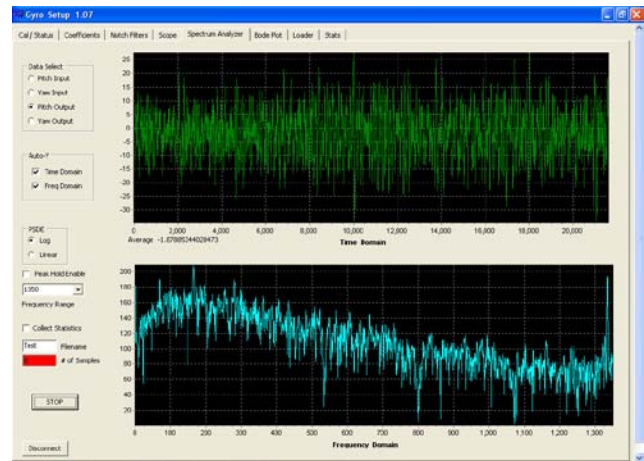 Gyro Setup 1.07
Cal / Status | Coefficients | Notch Filters | Scope | Spectrum Analyzer | Bode Plot | Loader | Stats
Data Select
Pitch Input
Yaw Input
Pitch Output
Yaw Output
Auto-Y
Time Domain
Freq Domain
PSDE
Log
Linear
Peak Hold Enable
1350
Frequency Range
Collect Statistics
Test Filename
# of Samples
STOP
Disconnect
25
20
15
10
5
0
-5
-10
-15
-20
-25
-30
0 2,000 4,000 6,000 8,000 10,000 12,000 14,000 16,000 18,000 20,000
Average -1.67885244028473
Time Domain
200
180
160
140
120
100
80
60
40
20
0 100 200 300 400 500 600 700 800 900 1,000 1,100 1,200 1,300
Frequency Domain